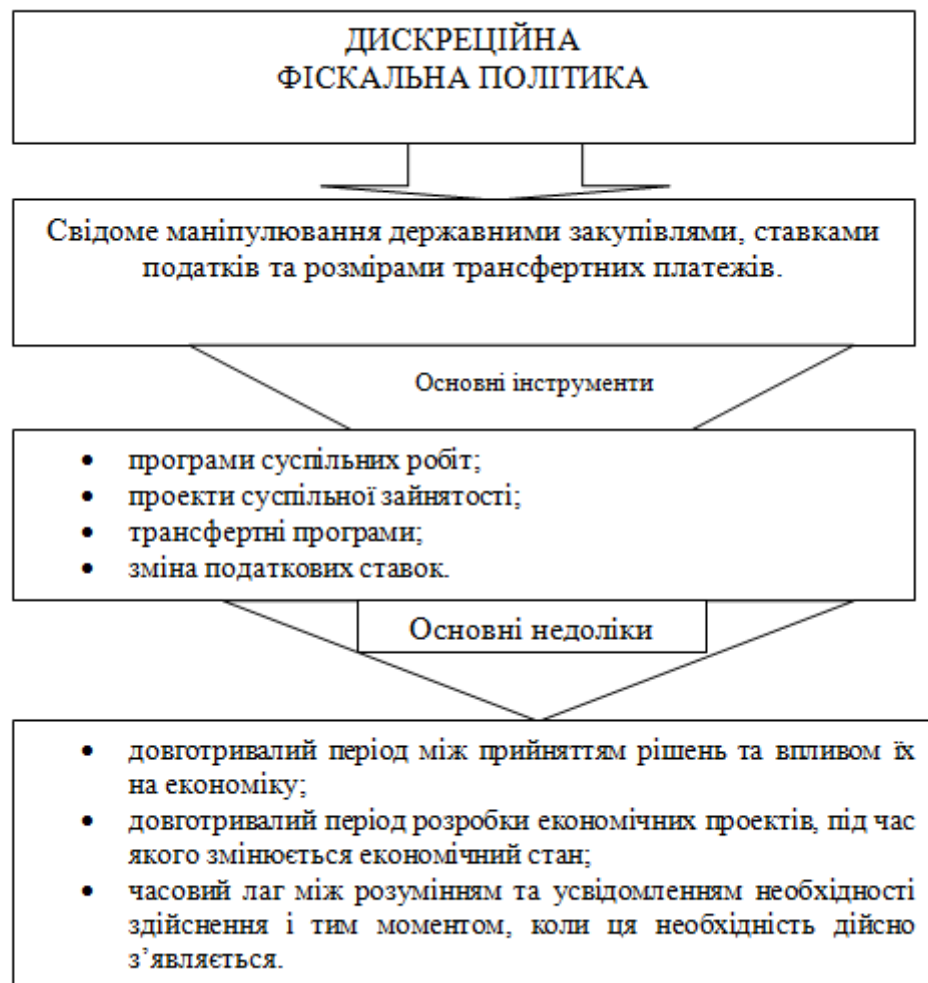 ДИСКРЕЦІЙНА
ФІСКАЛЬНА ПОЛІТИКА
Свідоме маніпулювання державними закупівлями, ставками
податків та розмірами трансфертних платежів.
Основні інструменти
• програми суспільних робіт;
• проекти суспільної зайнятості;
• трансфертні програми;
• зміна податкових ставок.
Основні недоліки
• довготривалий період між прийняттям рішень та впливом їх
на економіку;
• довготривалий період розробки економічних проектів, під час
якого змінюється економічний стан;
• часовий лаг між розумінням та усвідомленням необхідності
здійснення і тим моментом, коли ця необхідність дійсно
з’являється.